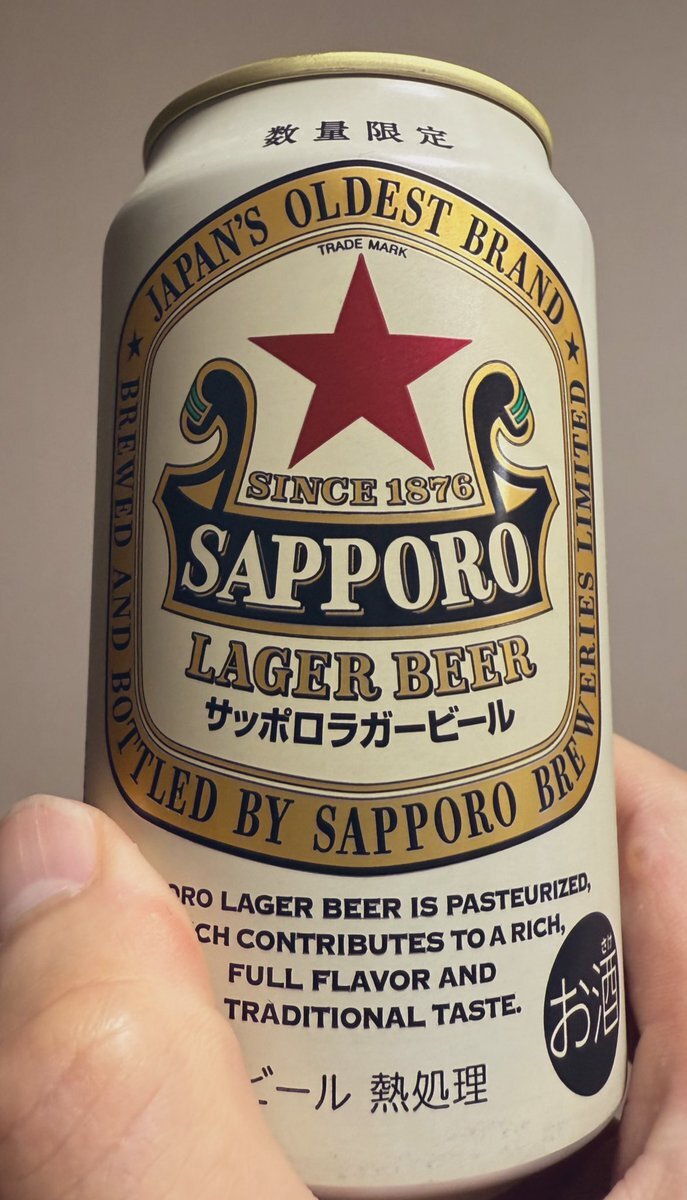 数量限定
JAPAN'S OLDEST BRAND
TRADE MARK
SINCE 1876
SAPPORO
LAGER BEER
サッポロラガービール
BREWED AND BOTTLED BY SAPPORO BREWERIES LIMITED
LAGER BEER IS PASTEURIZED,
CONTRIBUTES TO A RICH,
FULL FLAVOR AND
TRADITIONAL TASTE.
さけ
お酒
ビール 熱処理